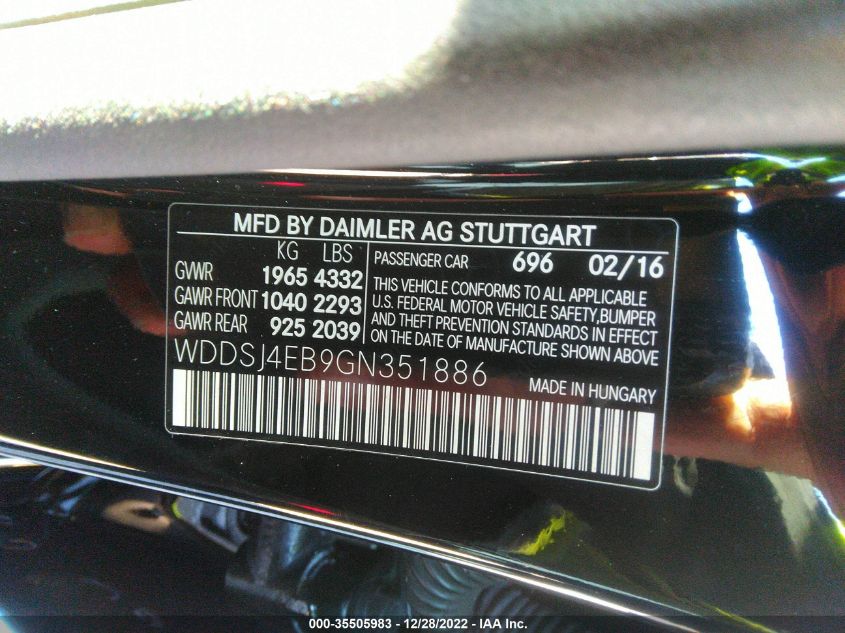 MFD BY DAIMLER AG STUTTGART
KG LBS
GVWR 1965 4332
GAWR FRONT 1040 2293
GAWR REAR 925 2039
PASSENGER CAR 696 02/16
THIS VEHICLE CONFORMS TO ALL APPLICABLE
U.S. FEDERAL MOTOR VEHICLE SAFETY,BUMPER
AND THEFT PREVENTION STANDARDS IN EFFECT
ON THE DATE OF MANUFACTURE SHOWN ABOVE
WDDSJ4EB9GN351886
MADE IN HUNGARY
000-35505983 - 12/28/2022 - IAA Inc.